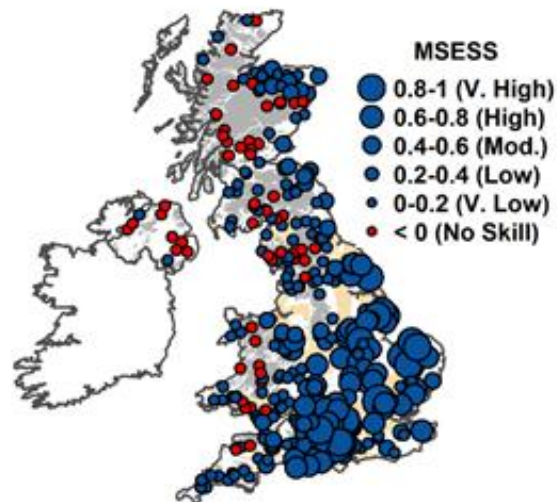 MSESS
0.8-1 (V. High)
0.6-0.8 (High)
0.4-0.6 (Mod.)
0.2-0.4 (Low)
0-0.2 (V. Low)
< 0 (No Skill)